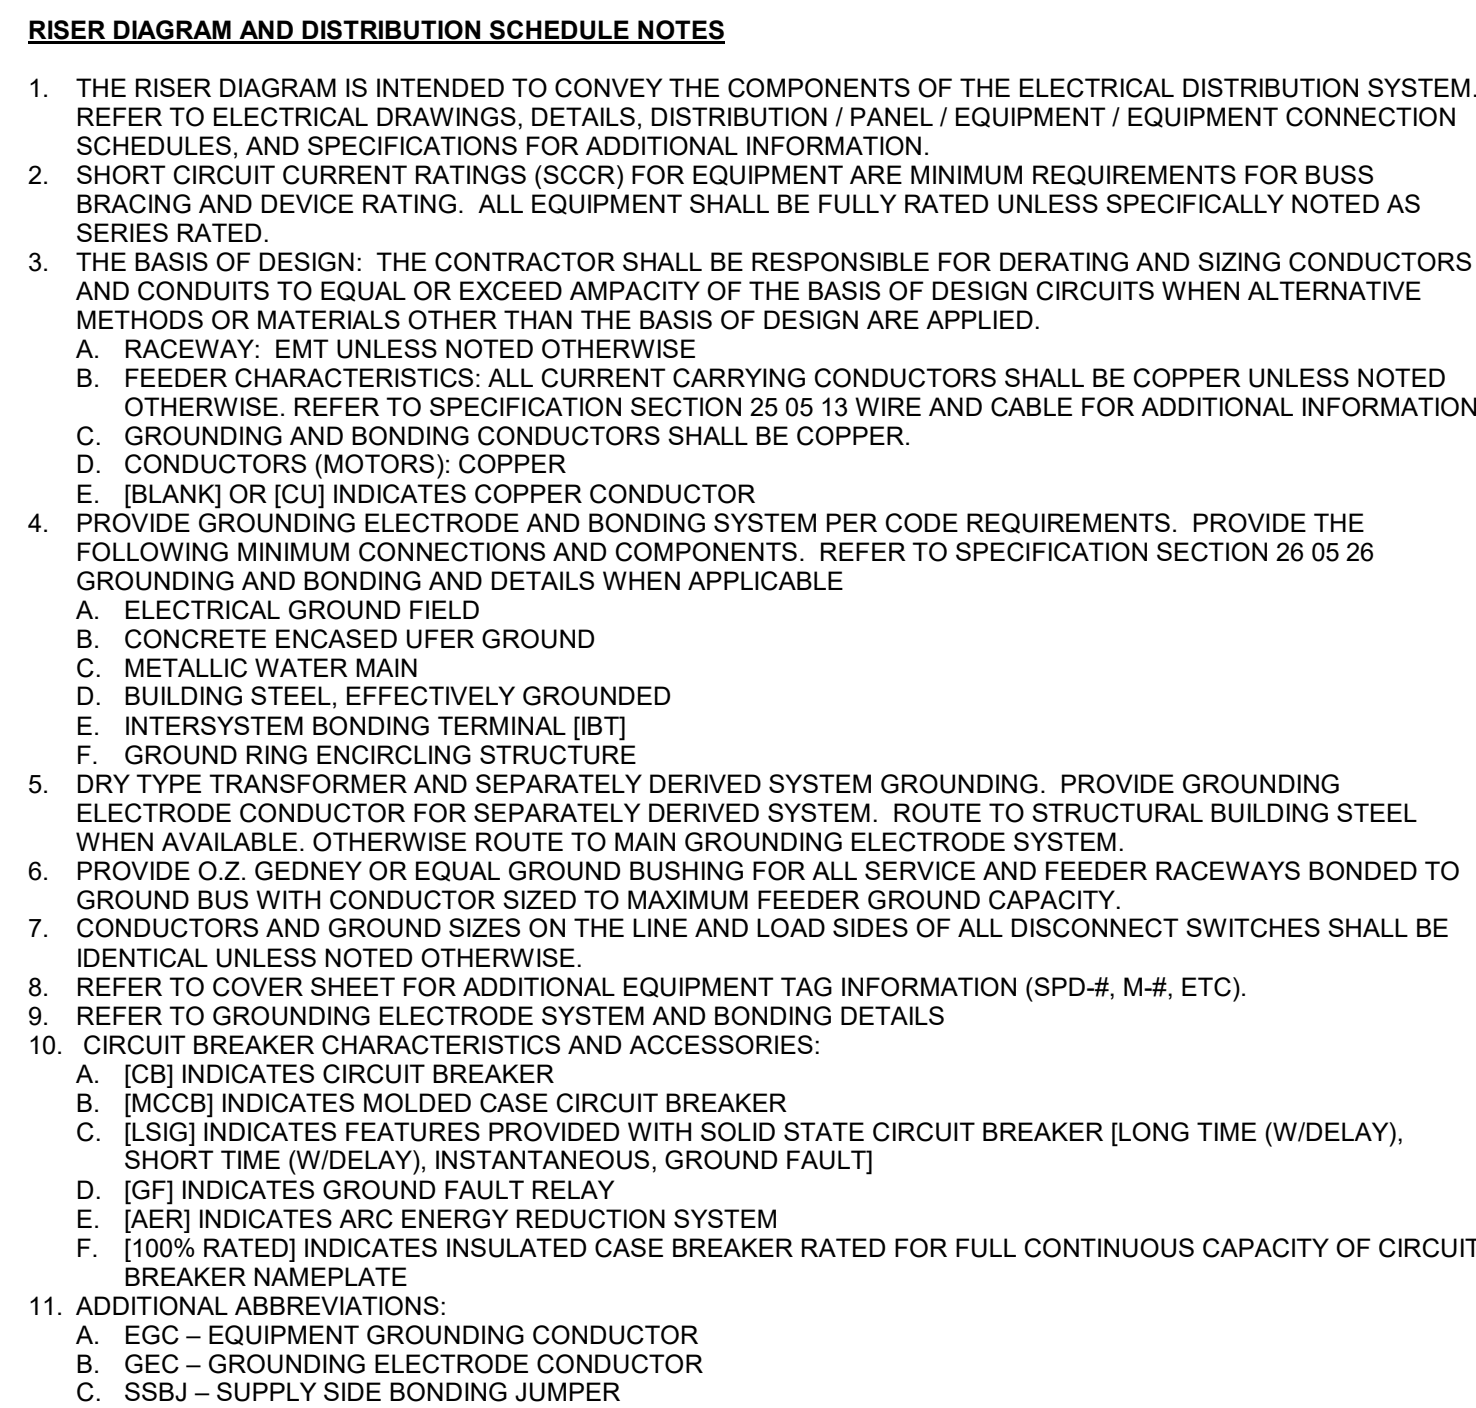 RISER DIAGRAM AND DISTRIBUTION SCHEDULE NOTES
1. THE RISER DIAGRAM IS INTENDED TO CONVEY THE COMPONENTS OF THE ELECTRICAL DISTRIBUTION SYSTEM.
REFER TO ELECTRICAL DRAWINGS, DETAILS, DISTRIBUTION / PANEL / EQUIPMENT / EQUIPMENT CONNECTION
SCHEDULES, AND SPECIFICATIONS FOR ADDITIONAL INFORMATION.
2. SHORT CIRCUIT CURRENT RATINGS (SCCR) FOR EQUIPMENT ARE MINIMUM REQUIREMENTS FOR BUSS
BRACING AND DEVICE RATING. ALL EQUIPMENT SHALL BE FULLY RATED UNLESS SPECIFICALLY NOTED AS
SERIES RATED.
3. THE BASIS OF DESIGN: THE CONTRACTOR SHALL BE RESPONSIBLE FOR DERATING AND SIZING CONDUCTORS
AND CONDUITS TO EQUAL OR EXCEED AMPACITY OF THE BASIS OF DESIGN CIRCUITS WHEN ALTERNATIVE
METHODS OR MATERIALS OTHER THAN THE BASIS OF DESIGN ARE APPLIED.
A. RACEWAY: EMT UNLESS NOTED OTHERWISE
B. FEEDER CHARACTERISTICS: ALL CURRENT CARRYING CONDUCTORS SHALL BE COPPER UNLESS NOTED
OTHERWISE. REFER TO SPECIFICATION SECTION 25 05 13 WIRE AND CABLE FOR ADDITIONAL INFORMATION
C. GROUNDING AND BONDING CONDUCTORS SHALL BE COPPER.
D. CONDUCTORS (MOTORS): COPPER
E. [BLANK] OR [CU] INDICATES COPPER CONDUCTOR
4. PROVIDE GROUNDING ELECTRODE AND BONDING SYSTEM PER CODE REQUIREMENTS. PROVIDE THE
FOLLOWING MINIMUM CONNECTIONS AND COMPONENTS. REFER TO SPECIFICATION SECTION 26 05 26
GROUNDING AND BONDING AND DETAILS WHEN APPLICABLE
A. ELECTRICAL GROUND FIELD
B. CONCRETE ENCASED UFER GROUND
C. METALLIC WATER MAIN
D. BUILDING STEEL, EFFECTIVELY GROUNDED
E. INTERSYSTEM BONDING TERMINAL [IBT]
F. GROUND RING ENCIRCLING STRUCTURE
5. DRY TYPE TRANSFORMER AND SEPARATELY DERIVED SYSTEM GROUNDING. PROVIDE GROUNDING
ELECTRODE CONDUCTOR FOR SEPARATELY DERIVED SYSTEM. ROUTE TO STRUCTURAL BUILDING STEEL
WHEN AVAILABLE. OTHERWISE ROUTE TO MAIN GROUNDING ELECTRODE SYSTEM.
6. PROVIDE O.Z. GEDNEY OR EQUAL GROUND BUSHING FOR ALL SERVICE AND FEEDER RACEWAYS BONDED TO
GROUND BUS WITH CONDUCTOR SIZED TO MAXIMUM FEEDER GROUND CAPACITY.
7. CONDUCTORS AND GROUND SIZES ON THE LINE AND LOAD SIDES OF ALL DISCONNECT SWITCHES SHALL BE
IDENTICAL UNLESS NOTED OTHERWISE.
8. REFER TO COVER SHEET FOR ADDITIONAL EQUIPMENT TAG INFORMATION (SPD-#, M-#, ETC).
9. REFER TO GROUNDING ELECTRODE SYSTEM AND BONDING DETAILS
10. CIRCUIT BREAKER CHARACTERISTICS AND ACCESSORIES:
A. [CB] INDICATES CIRCUIT BREAKER
B. [MCCB] INDICATES MOLDED CASE CIRCUIT BREAKER
C. [LSIG] INDICATES FEATURES PROVIDED WITH SOLID STATE CIRCUIT BREAKER [LONG TIME (W/DELAY),
SHORT TIME (W/DELAY), INSTANTANEOUS, GROUND FAULT]
D. [GF] INDICATES GROUND FAULT RELAY
E. [AER] INDICATES ARC ENERGY REDUCTION SYSTEM
F. [100% RATED] INDICATES INSULATED CASE BREAKER RATED FOR FULL CONTINUOUS CAPACITY OF CIRCUIT
BREAKER NAMEPLATE
11. ADDITIONAL ABBREVIATIONS:
A. EGC – EQUIPMENT GROUNDING CONDUCTOR
B. GEC – GROUNDING ELECTRODE CONDUCTOR
C. SSBJ – SUPPLY SIDE BONDING JUMPER